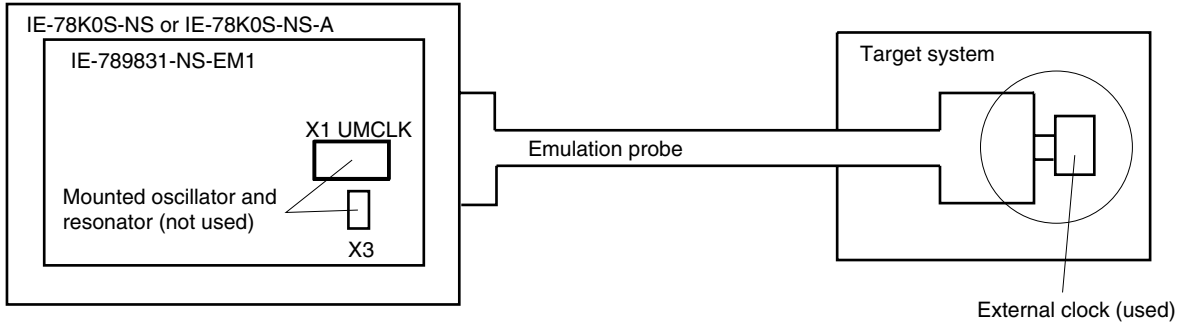 IE-78K0S-NS or IE-78K0S-NS-A
IE-789831-NS-EM1
X1 UMCLK
Mounted oscillator and
resonator (not used)
X3
Emulation probe
Target system
External clock (used)